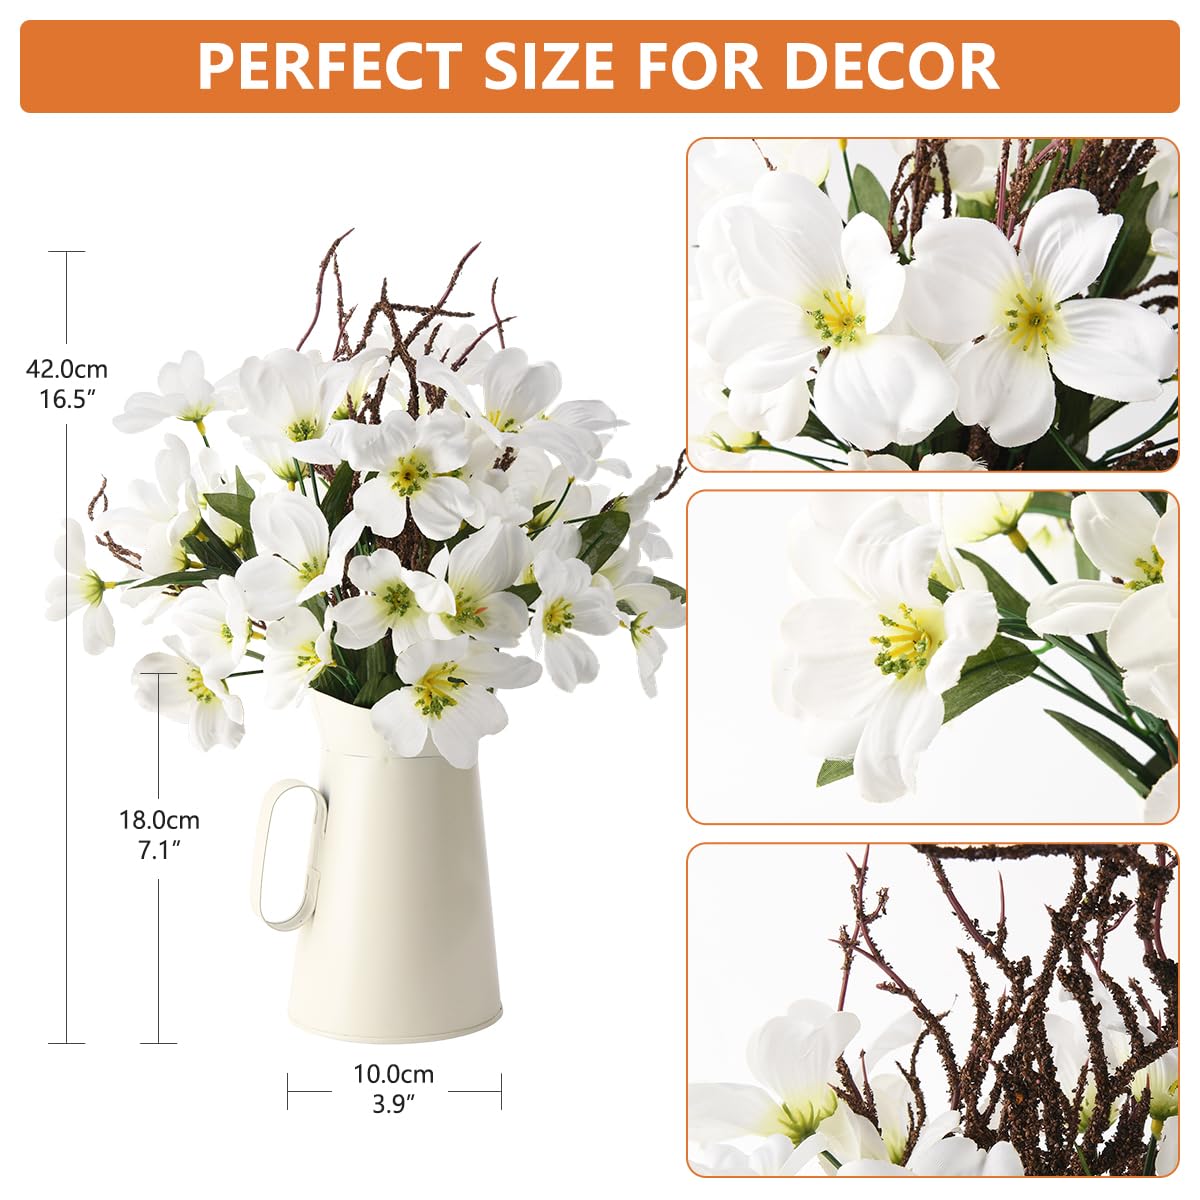 PERFECT SIZE FOR DECOR
42.0cm
16.5"
18.0cm
7.1"
10.0cm
3.9"